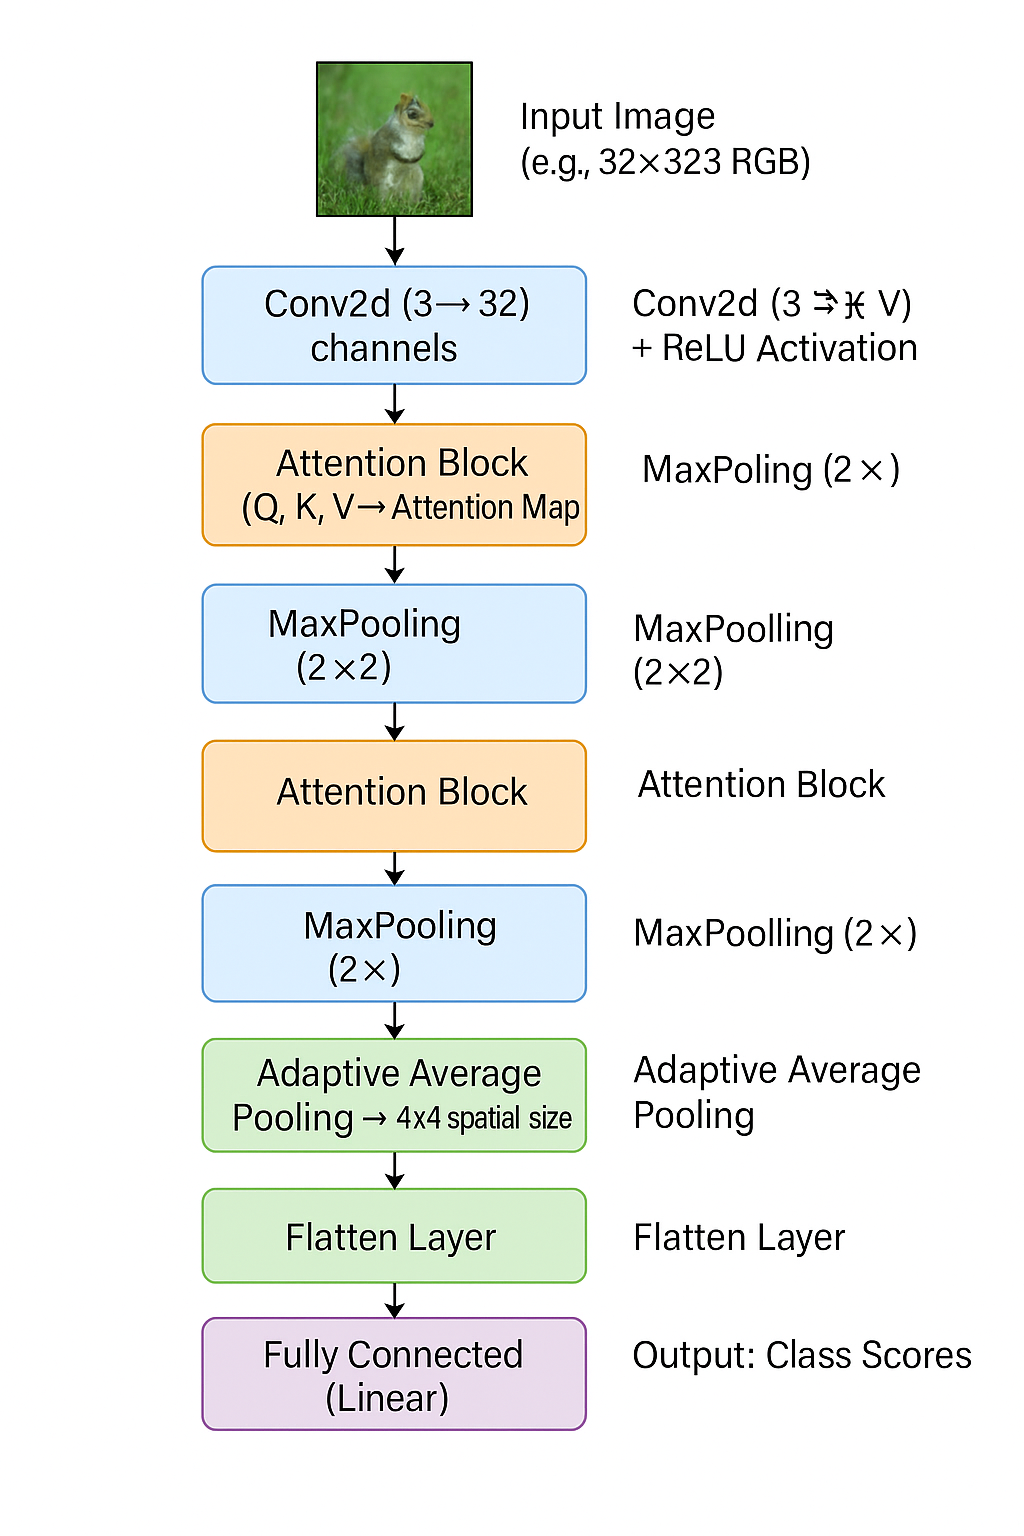 Input Image
(e.g., 32×323 RGB)
Conv2d (3→ 32)
channels
Conv2d (3 V)
+ ReLU Activation
Attention Block
(Q, K, V→Attention Map
MaxPoling (2 ×)
MaxPooling
(2×2)
MaxPoolling
(2×2)
Attention Block
Attention Block
MaxPooling
(2×)
MaxPoolling (2×)
Adaptive Average
Pooling → 4x4 spatial size
Adaptive Average
Pooling
Flatten Layer
Flatten Layer
Fully Connected
(Linear)
Output: Class Scores